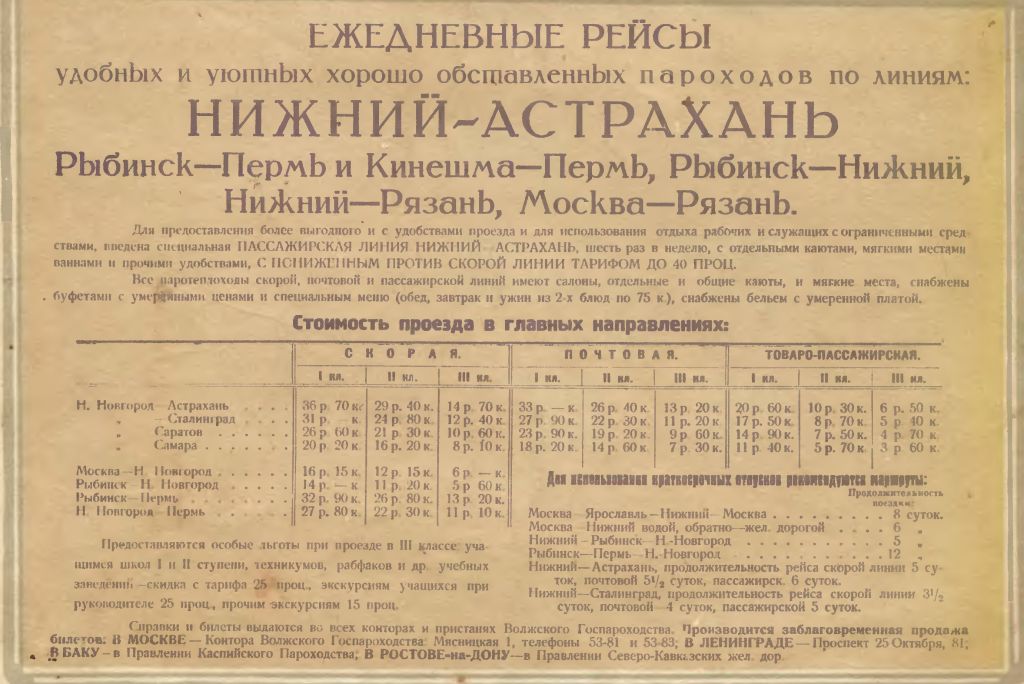 ЕЖЕДНЕВНЫЕ РЕЙСЫ
удобных и уютных хорошо обставленных пароходов по линиям:
НИЖНИЙ-АСТРАХАНЬ
Рыбинск—Пермь и Кинешма—Пермь, Рыбинск—Нижний,
Нижний—Рязань, Москва—Рязань.
Для предоставления более выгодного и с удобствами проезда и для использования отдыха рабочих и служащих с ограниченными сред-
ствами, введена специальная ПАССАЖИРСКАЯ ЛИНИЯ НИЖНИЙ—АСТРАХАНЬ, шесть раз в неделю, с отдельными каютами, мягкими местами
ваннами и прочими удобствами, С ПОНИЖЕННЫМ ПРОТИВ СКОРОЙ ЛИНИИ ТАРИФОМ ДО 40 ПРОЦ.
Все паротеплоходы скорой, почтовой и пассажирской линий имеют салоны, отдельные и общие каюты, и мягкие места, снабжены
буфетами с умеренными ценами и специальным меню (обед, завтрак и ужин из 2-х блюд по 75 к.), снабжены бельем с умеренной платой.
Стоимость проезда в главных направлениях:
СКОРАЯ. ПОЧТОВАЯ. ТОВАРО-ПАССАЖИРСКАЯ.
I кл. II кл. III кл. I кл. II кл. III кл. I кл. II кл. III кл.
Н. Новгород—Астрахань . . . . 36 р. 70 к. 29 р. 40 к. 14 р. 70 к. 33 р. — к. 26 р. 40 к. 13 р. 20 к. 20 р. 60 к. 10 р. 30 к. 6 р. 50 к.
„ —Сталинград . . . 31 р. — к. 24 р. 80 к. 12 р. 40 к. 27 р. 90 к. 22 р. 30 к. 11 р. 20 к. 17 р. 50 к. 8 р. 70 к. 5 р. 40 к.
„ Саратов . . . . . . 26 р. 60 к. 21 р. 30 к. 10 р. 60 к. 23 р. 90 к. 19 р. 20 к. 9 р. 60 к. 14 р. 90 к. 7 р. 50 к. 4 р. 70 к.
„ Самара . . . . . . . 20 р. 20 к. 16 р. 20 к. 8 р. 10 к. 18 р. 20 к. 14 р. 60 к. 7 р. 30 к. 11 р. 40 к. 5 р. 70 к. 3 р. 60 к.
Москва—Н. Новгород . . . . . . 16 р. 15 к. 12 р. 15 к. 6 р. — к.
Рыбинск—Н. Новгород . . . . . 14 р. — к. 11 р. 20 к. 5 р. 60 к.
Рыбинск—Пермь . . . . . . . . 32 р. 90 к. 26 р. 80 к. 13 р. 20 к.
Н. Новгород—Пермь . . . . . . 27 р. 80 к. 22 р. 30 к. 11 р. 10 к.
Предоставляются особые льготы при проезде в III классе: уча-
щимся школ I и II ступени, техникумов, рабфаков и др. учебных
заведений—скидка с тарифа 25 проц., экскурсиям учащихся при
руководителе 25 проц., прочим экскурсиям 15 проц.
Для использования краткосрочных отпусков рекомендуются маршруты:
Продолжительность
поездки:
Москва—Ярославль—Нижний—Москва . . . . . . . . . 8 суток.
Москва—Нижний водой, обратно—жел. дорогой . . . . 6 „
Нижний—Рыбинск—Н.-Новгород . . . . . . . . . . . 5 „
Рыбинск—Пермь—Н.-Новгород . . . . . . . . . . . . 12 „
Нижний—Астрахань, продолжительность рейса скорой линии 5 су-
ток, почтовой 5½ суток, пассажирск. 6 суток.
Нижний—Сталинград, продолжительность рейса скорой линии 3½
суток, почтовой—4 суток, пассажирской 5 суток.
Справки и билеты выдаются во всех конторах и пристанях Волжского Госпароходства. Производится заблаговременная продажа
билетов: В МОСКВЕ—Контора Волжского Госпароходства: Мясницкая 1, телефоны 53-81 и 53-83; В ЛЕНИНГРАДЕ—Проспект 25 Октября, 81;
В БАКУ—в Правлении Каспийского Пароходства; В РОСТОВЕ-на-ДОНУ—в Правлении Северо-Кавказских жел. дор.